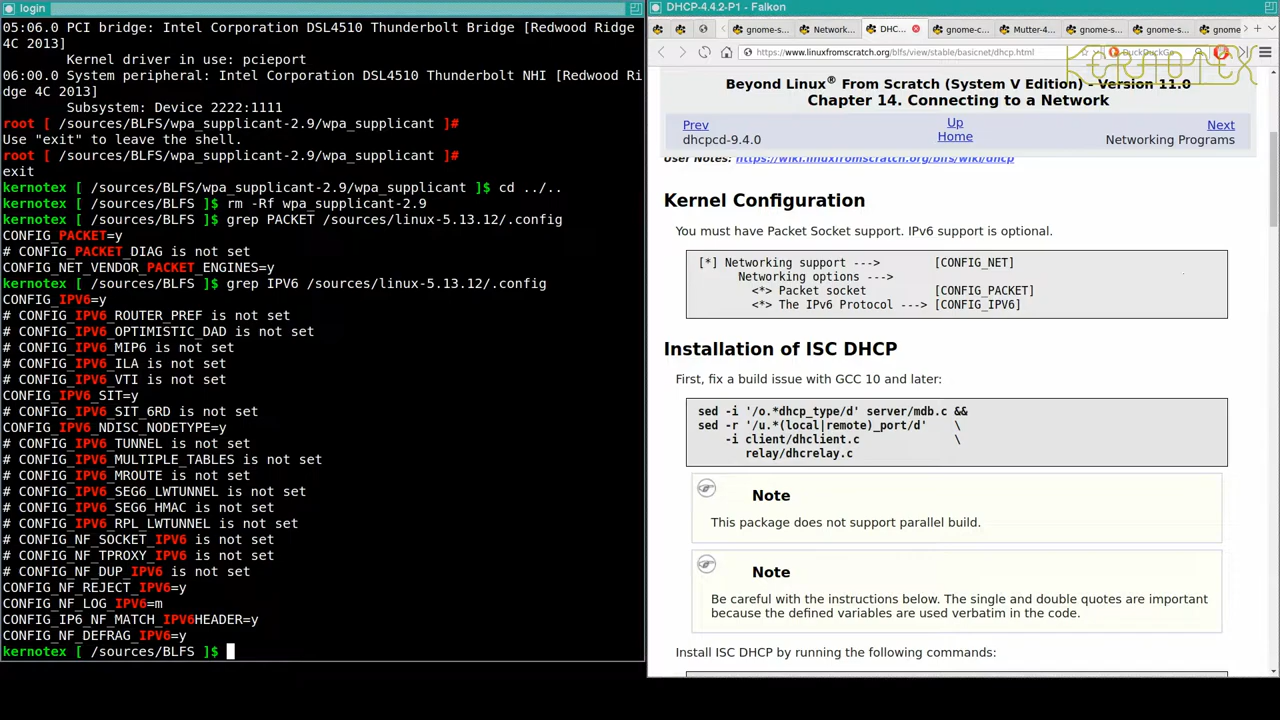 login
05:06.0 PCI bridge: Intel Corporation DSL4510 Thunderbolt Bridge [Redwood Ridge
4C 2013]
Kernel driver in use: pcieport
06:00.0 System peripheral: Intel Corporation DSL4510 Thunderbolt NHI [Redwood Ri
dge 4C 2013]
Subsystem: Device 2222:1111
root [ /sources/BLFS/wpa_supplicant-2.9/wpa_supplicant ]#
Use "exit" to leave the shell.
root [ /sources/BLFS/wpa_supplicant-2.9/wpa_supplicant ]#
exit
kernotex [ /sources/BLFS/wpa_supplicant-2.9/wpa_supplicant ]$ cd ../..
kernotex [ /sources/BLFS ]$ rm -Rf wpa_supplicant-2.9
kernotex [ /sources/BLFS ]$ grep PACKET /sources/linux-5.13.12/.config
CONFIG_PACKET=y
# CONFIG_PACKET_DIAG is not set
CONFIG_NET_VENDOR_PACKET_ENGINES=y
kernotex [ /sources/BLFS ]$ grep IPV6 /sources/linux-5.13.12/.config
CONFIG_IPV6=y
# CONFIG_IPV6_ROUTER_PREF is not set
# CONFIG_IPV6_OPTIMISTIC_DAD is not set
# CONFIG_IPV6_MIP6 is not set
# CONFIG_IPV6_ILA is not set
# CONFIG_IPV6_VTI is not set
CONFIG_IPV6_SIT=y
# CONFIG_IPV6_SIT_6RD is not set
CONFIG_IPV6_NDISC_NODETYPE=y
# CONFIG_IPV6_TUNNEL is not set
# CONFIG_IPV6_MULTIPLE_TABLES is not set
# CONFIG_IPV6_MROUTE is not set
# CONFIG_IPV6_SEG6_LWTUNNEL is not set
# CONFIG_IPV6_SEG6_HMAC is not set
# CONFIG_IPV6_RPL_LWTUNNEL is not set
# CONFIG_NF_SOCKET_IPV6 is not set
# CONFIG_NF_TPROXY_IPV6 is not set
# CONFIG_NF_DUP_IPV6 is not set
CONFIG_NF_REJECT_IPV6=y
CONFIG_NF_LOG_IPV6=m
CONFIG_IP6_NF_MATCH_IPV6HEADER=y
CONFIG_NF_DEFRAG_IPV6=y
kernotex [ /sources/BLFS ]$
DHCP-4.4.2-P1 - Falkon
gnome-s... Network... DHC... gnome-c... Mutter-4... gnome-s... gnome-s... gnome
https://www.linuxfromscratch.org/blfs/view/stable/basicnet/dhcp.html DuckDuckGo
KERNOTEX
Beyond Linux® From Scratch (System V Edition) - Version 11.0
Chapter 14. Connecting to a Network
Prev Up Next
dhcpcd-9.4.0 Home Networking Programs
User Notes: https://wiki.linuxfromscratch.org/blfs/wiki/dhcp
Kernel Configuration
You must have Packet Socket support. IPv6 support is optional.
[*] Networking support ---> [CONFIG_NET]
Networking options --->
<*> Packet socket [CONFIG_PACKET]
<*> The IPv6 Protocol ---> [CONFIG_IPV6]
Installation of ISC DHCP
First, fix a build issue with GCC 10 and later:
sed -i '/o.*dhcp_type/d' server/mdb.c &&
sed -r '/u.*(local|remote)_port/d' \
-i client/dhclient.c \
relay/dhcrelay.c
Note
This package does not support parallel build.
Note
Be careful with the instructions below. The single and double quotes are important
because the defined variables are used verbatim in the code.
Install ISC DHCP by running the following commands: